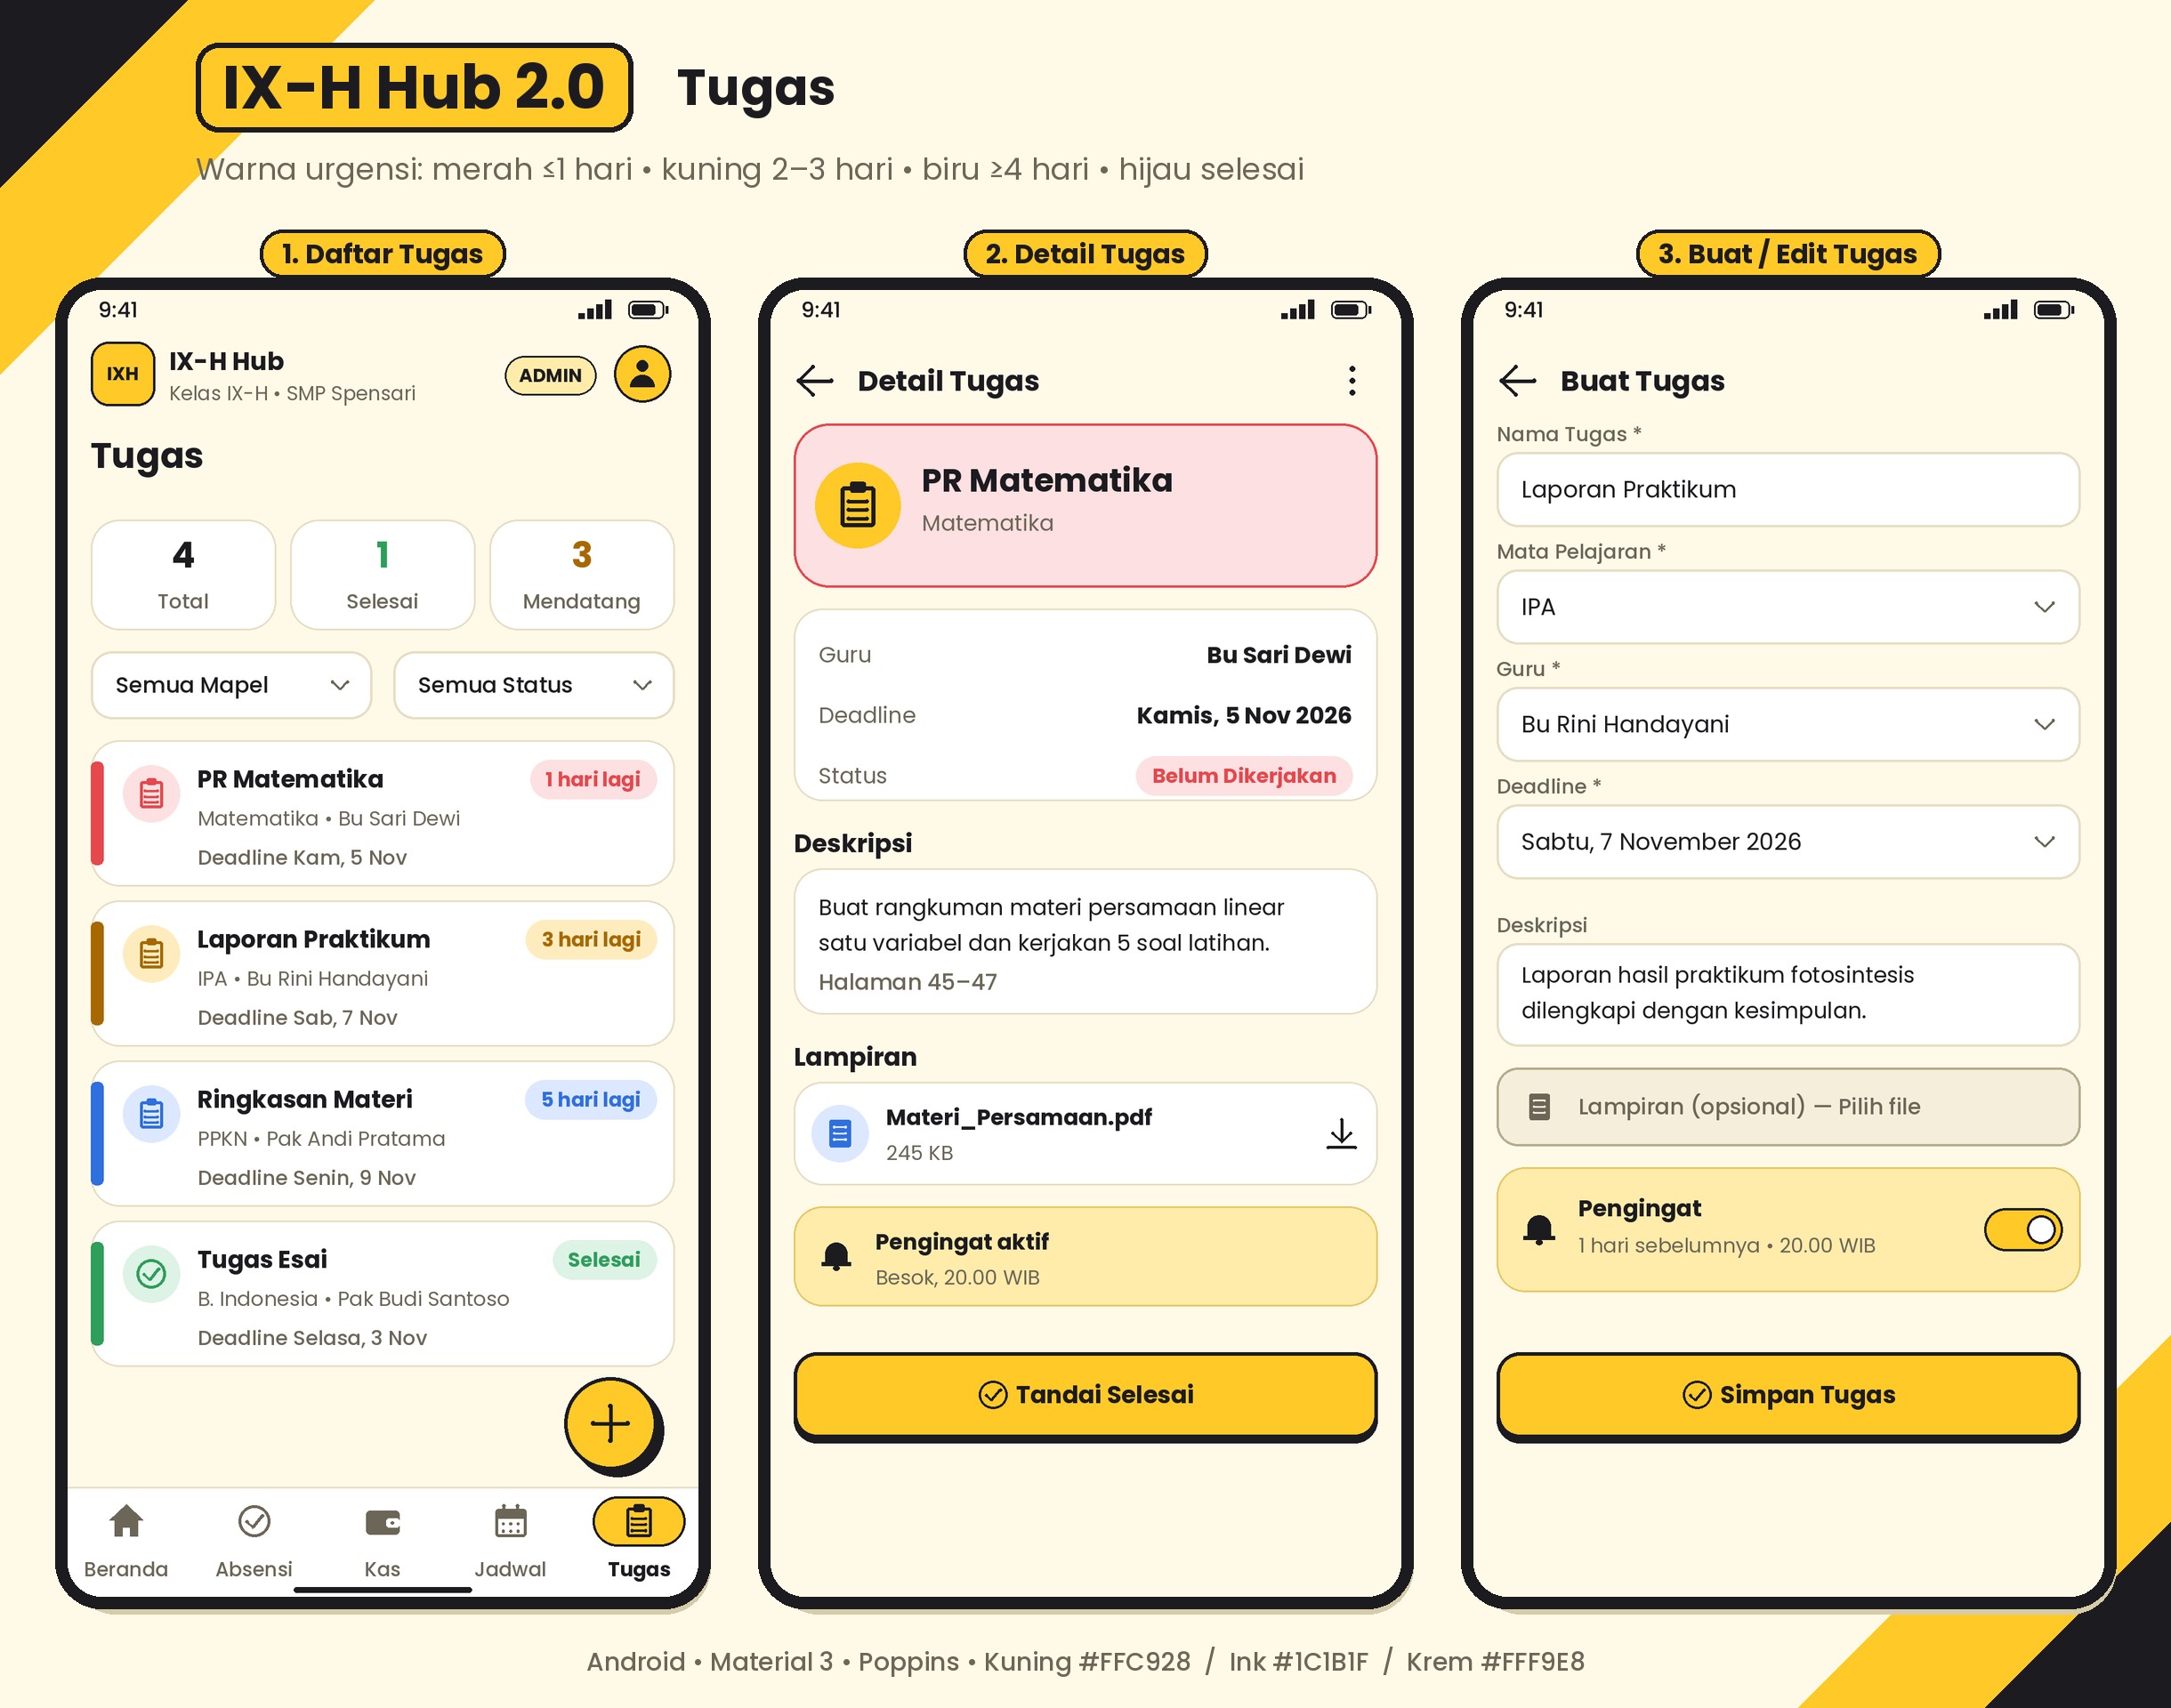 IX-H Hub 2.0 Tugas
Warna urgensi: merah ≤1 hari • kuning 2–3 hari • biru ≥4 hari • hijau selesai
1. Daftar Tugas
9:41
IXH
IX-H Hub
Kelas IX-H • SMP Spensari
ADMIN
Tugas
4
Total
1
Selesai
3
Mendatang
Semua Mapel
Semua Status
PR Matematika
1 hari lagi
Matematika • Bu Sari Dewi
Deadline Kam, 5 Nov
Laporan Praktikum
3 hari lagi
IPA • Bu Rini Handayani
Deadline Sab, 7 Nov
Ringkasan Materi
5 hari lagi
PPKN • Pak Andi Pratama
Deadline Senin, 9 Nov
Tugas Esai
Selesai
B. Indonesia • Pak Budi Santoso
Deadline Selasa, 3 Nov
Beranda
Absensi
Kas
Jadwal
Tugas
2. Detail Tugas
9:41
Detail Tugas
PR Matematika
Matematika
Guru
Bu Sari Dewi
Deadline
Kamis, 5 Nov 2026
Status
Belum Dikerjakan
Deskripsi
Buat rangkuman materi persamaan linear
satu variabel dan kerjakan 5 soal latihan.
Halaman 45–47
Lampiran
Materi_Persamaan.pdf
245 KB
Pengingat aktif
Besok, 20.00 WIB
Tandai Selesai
3. Buat / Edit Tugas
9:41
Buat Tugas
Nama Tugas *
Laporan Praktikum
Mata Pelajaran *
IPA
Guru *
Bu Rini Handayani
Deadline *
Sabtu, 7 November 2026
Deskripsi
Laporan hasil praktikum fotosintesis
dilengkapi dengan kesimpulan.
Lampiran (opsional) — Pilih file
Pengingat
1 hari sebelumnya • 20.00 WIB
Simpan Tugas
Android • Material 3 • Poppins • Kuning #FFC928 / Ink #1C1B1F / Krem #FFF9E8